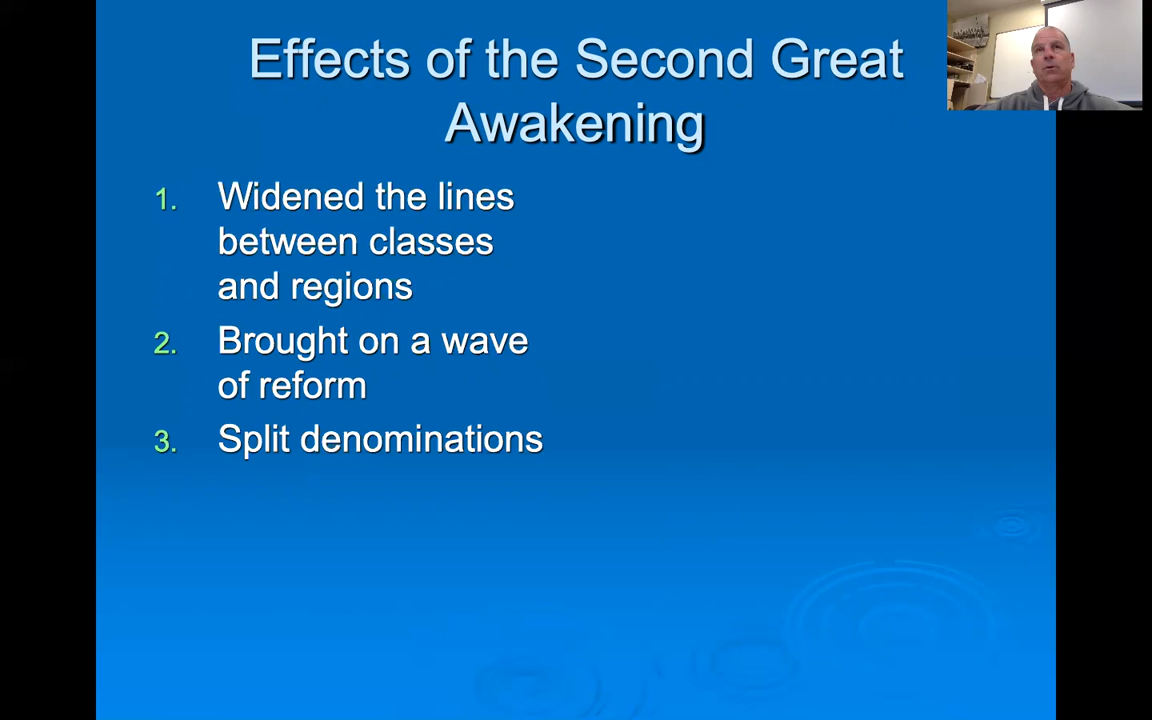 Effects of the Second Great
Awakening
1. Widened the lines
between classes
and regions
2. Brought on a wave
of reform
3. Split denominations